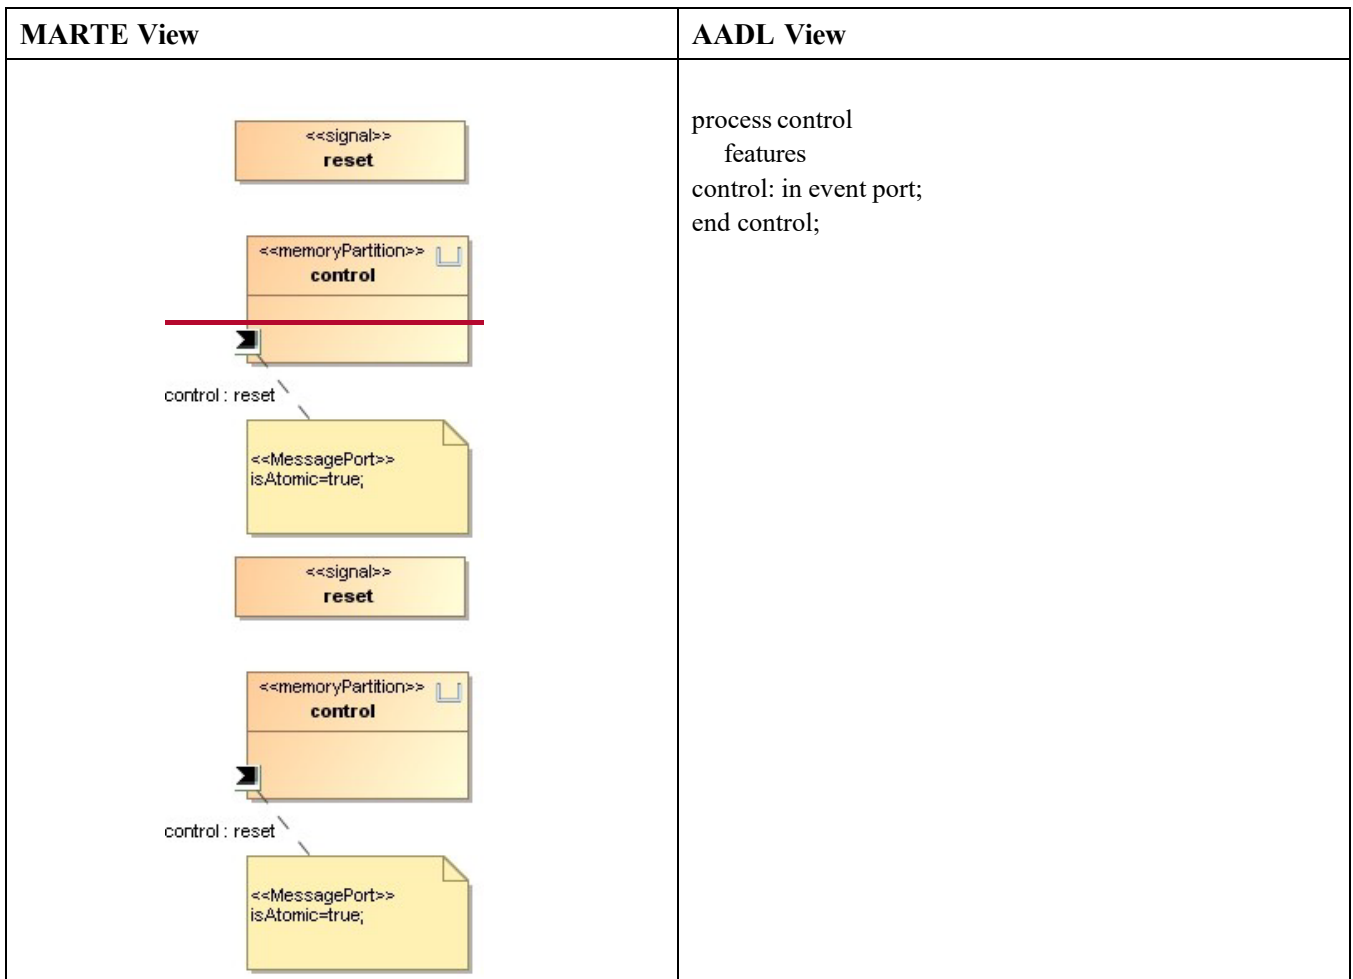 MARTE View
AADL View
<<signal>>
reset
<<memoryPartition>>
control
control : reset
<<MessagePort>>
isAtomic=true;
<<signal>>
reset
<<memoryPartition>>
control
control : reset
<<MessagePort>>
isAtomic=true;
process control
features
control: in event port;
end control;